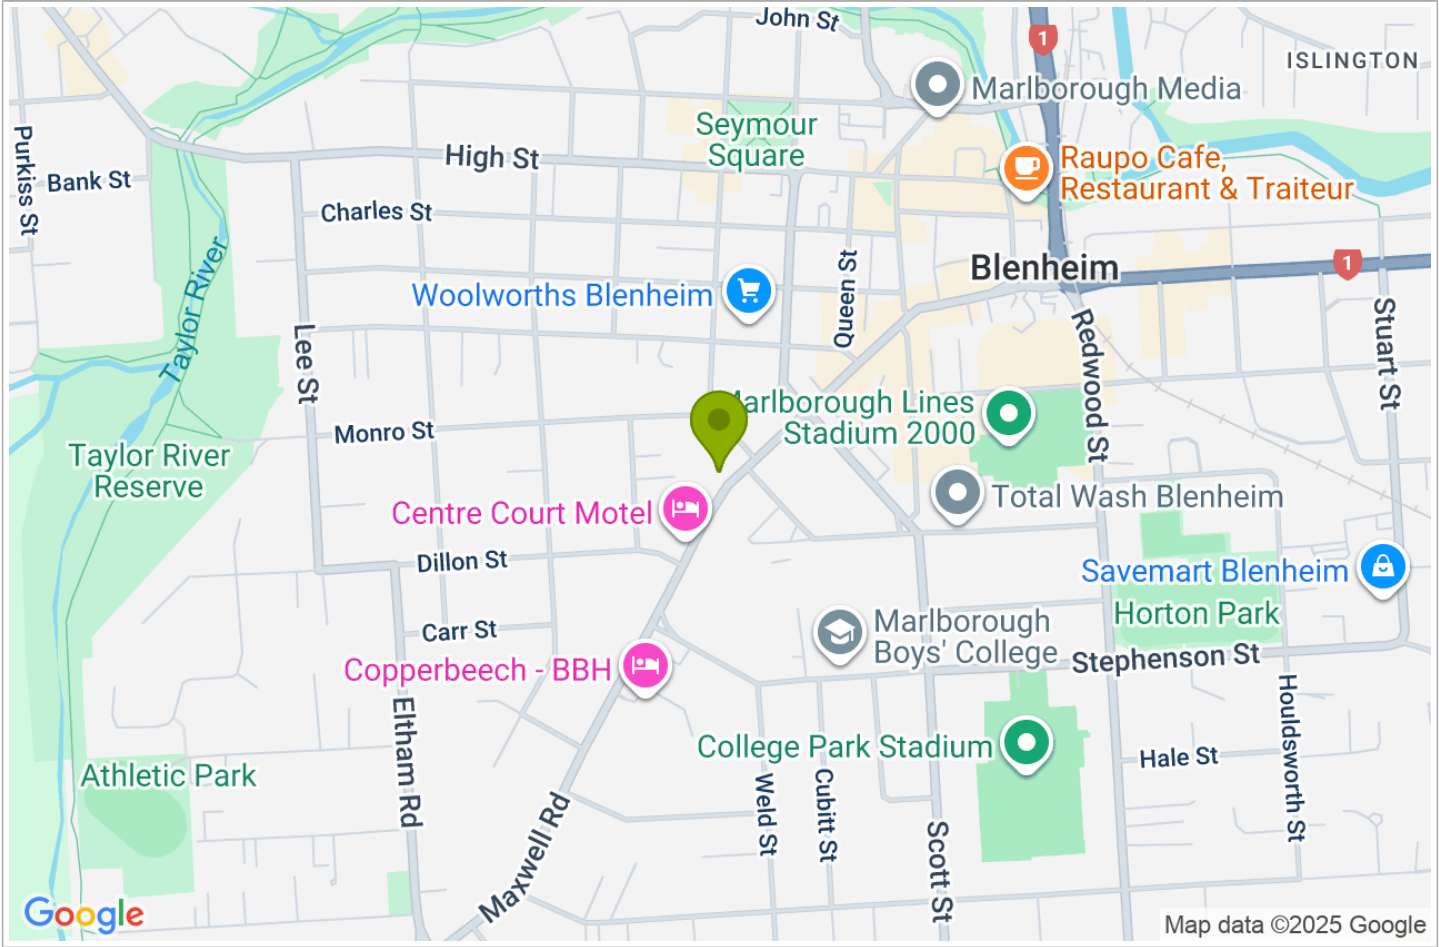 John St
1
ISLINGTON
Marlborough Media
Seymour
Square
Purkiss St
High St
Bank St
Raupo Cafe,
Restaurant & Traiteur
Charles St
Taylor River
Queen St
Blenheim
1
Woolworths Blenheim
Lee St
Redwood St
Stuart St
Marlborough Lines
Stadium 2000
Monro St
Taylor River
Reserve
Total Wash Blenheim
Centre Court Motel
Dillon St
Savemart Blenheim
Horton Park
Marlborough
Boys' College
Carr St
Stephenson St
Copperbeech - BBH
Eltham Rd
Houldsworth St
College Park Stadium
Hale St
Athletic Park
Weld St
Cubitt St
Maxwell Rd
Scott St
Google
Map data ©2025 Google